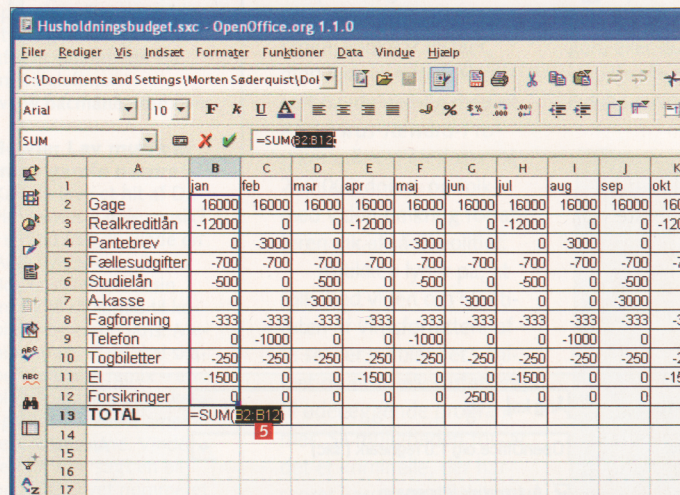 Husholdningsbudget.sxc - OpenOffice.org 1.1.0
Filer Rediger Vis Indsæt Formater Funktioner Data Vindue Hjælp
C:\Documents and Settings\Morten Søderquist\Dok
Arial 10 F k U A
SUM =SUM(B2:B12)
A B C D E F G H I J K
1 jan feb mar apr maj jun jul aug sep okt
2 Gage 16000 16000 16000 16000 16000 16000 16000 16000 16000
3 Realkreditlån -12000 0 0 -12000 0 0 -12000 0 0
4 Pantebrev 0 -3000 0 0 -3000 0 0 -3000 0
5 Fællesudgifter -700 -700 -700 -700 -700 -700 -700 -700 -700
6 Studielån -500 0 -500 0 -500 0 -500 0 -500
7 A-kasse 0 0 -3000 0 0 -3000 0 0 -3000
8 Fagforening -333 -333 -333 -333 -333 -333 -333 -333 -333
9 Telefon 0 -1000 0 0 -1000 0 0 -1000 0
10 Togbiletter -250 -250 -250 -250 -250 -250 -250 -250 -250
11 El -1500 0 0 -1500 0 0 -1500 0 0
12 Forsikringer 0 0 0 0 0 2500 0 0 0
13 TOTAL =SUM(B2:B12)
5
14
15
16
17